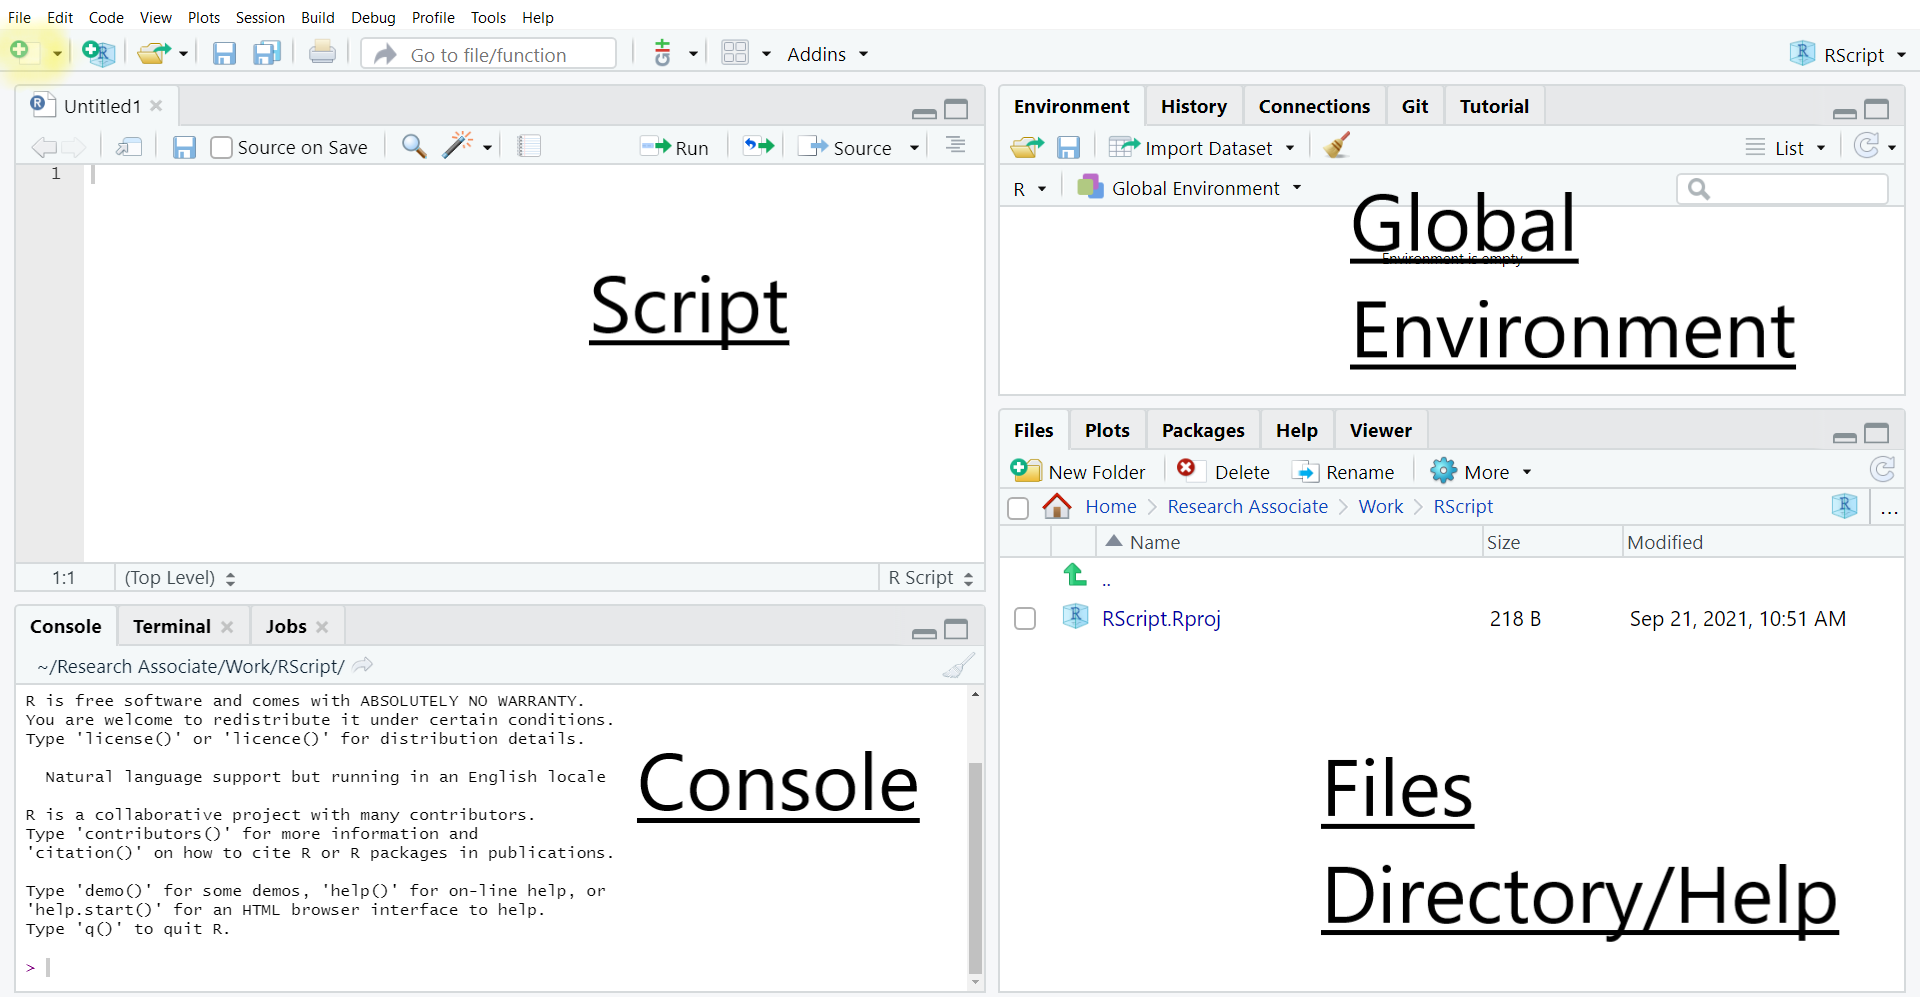 File Edit Code View Plots Session Build Debug Profile Tools Help
Go to file/function Git Addins RScript
Untitled1
Source on Save Run Source
1
Script
1:1 (Top Level) R Script
Console Terminal Jobs
~/Research Associate/Work/RScript/
R is free software and comes with ABSOLUTELY NO WARRANTY.
You are welcome to redistribute it under certain conditions.
Type 'license()' or 'licence()' for distribution details.
Natural language support but running in an English locale
R is a collaborative project with many contributors.
Type 'contributors()' for more information and
'citation()' on how to cite R or R packages in publications.
Type 'demo()' for some demos, 'help()' for on-line help, or
'help.start()' for an HTML browser interface to help.
Type 'q()' to quit R.
>
Console
Environment History Connections Git Tutorial
Import Dataset List
R Global Environment
Environment is empty
Global
Environment
Files Plots Packages Help Viewer
New Folder Delete Rename More
Home Research Associate Work RScript ...
Name Size Modified
..
RScript.Rproj 218 B Sep 21, 2021, 10:51 AM
Files
Directory/Help